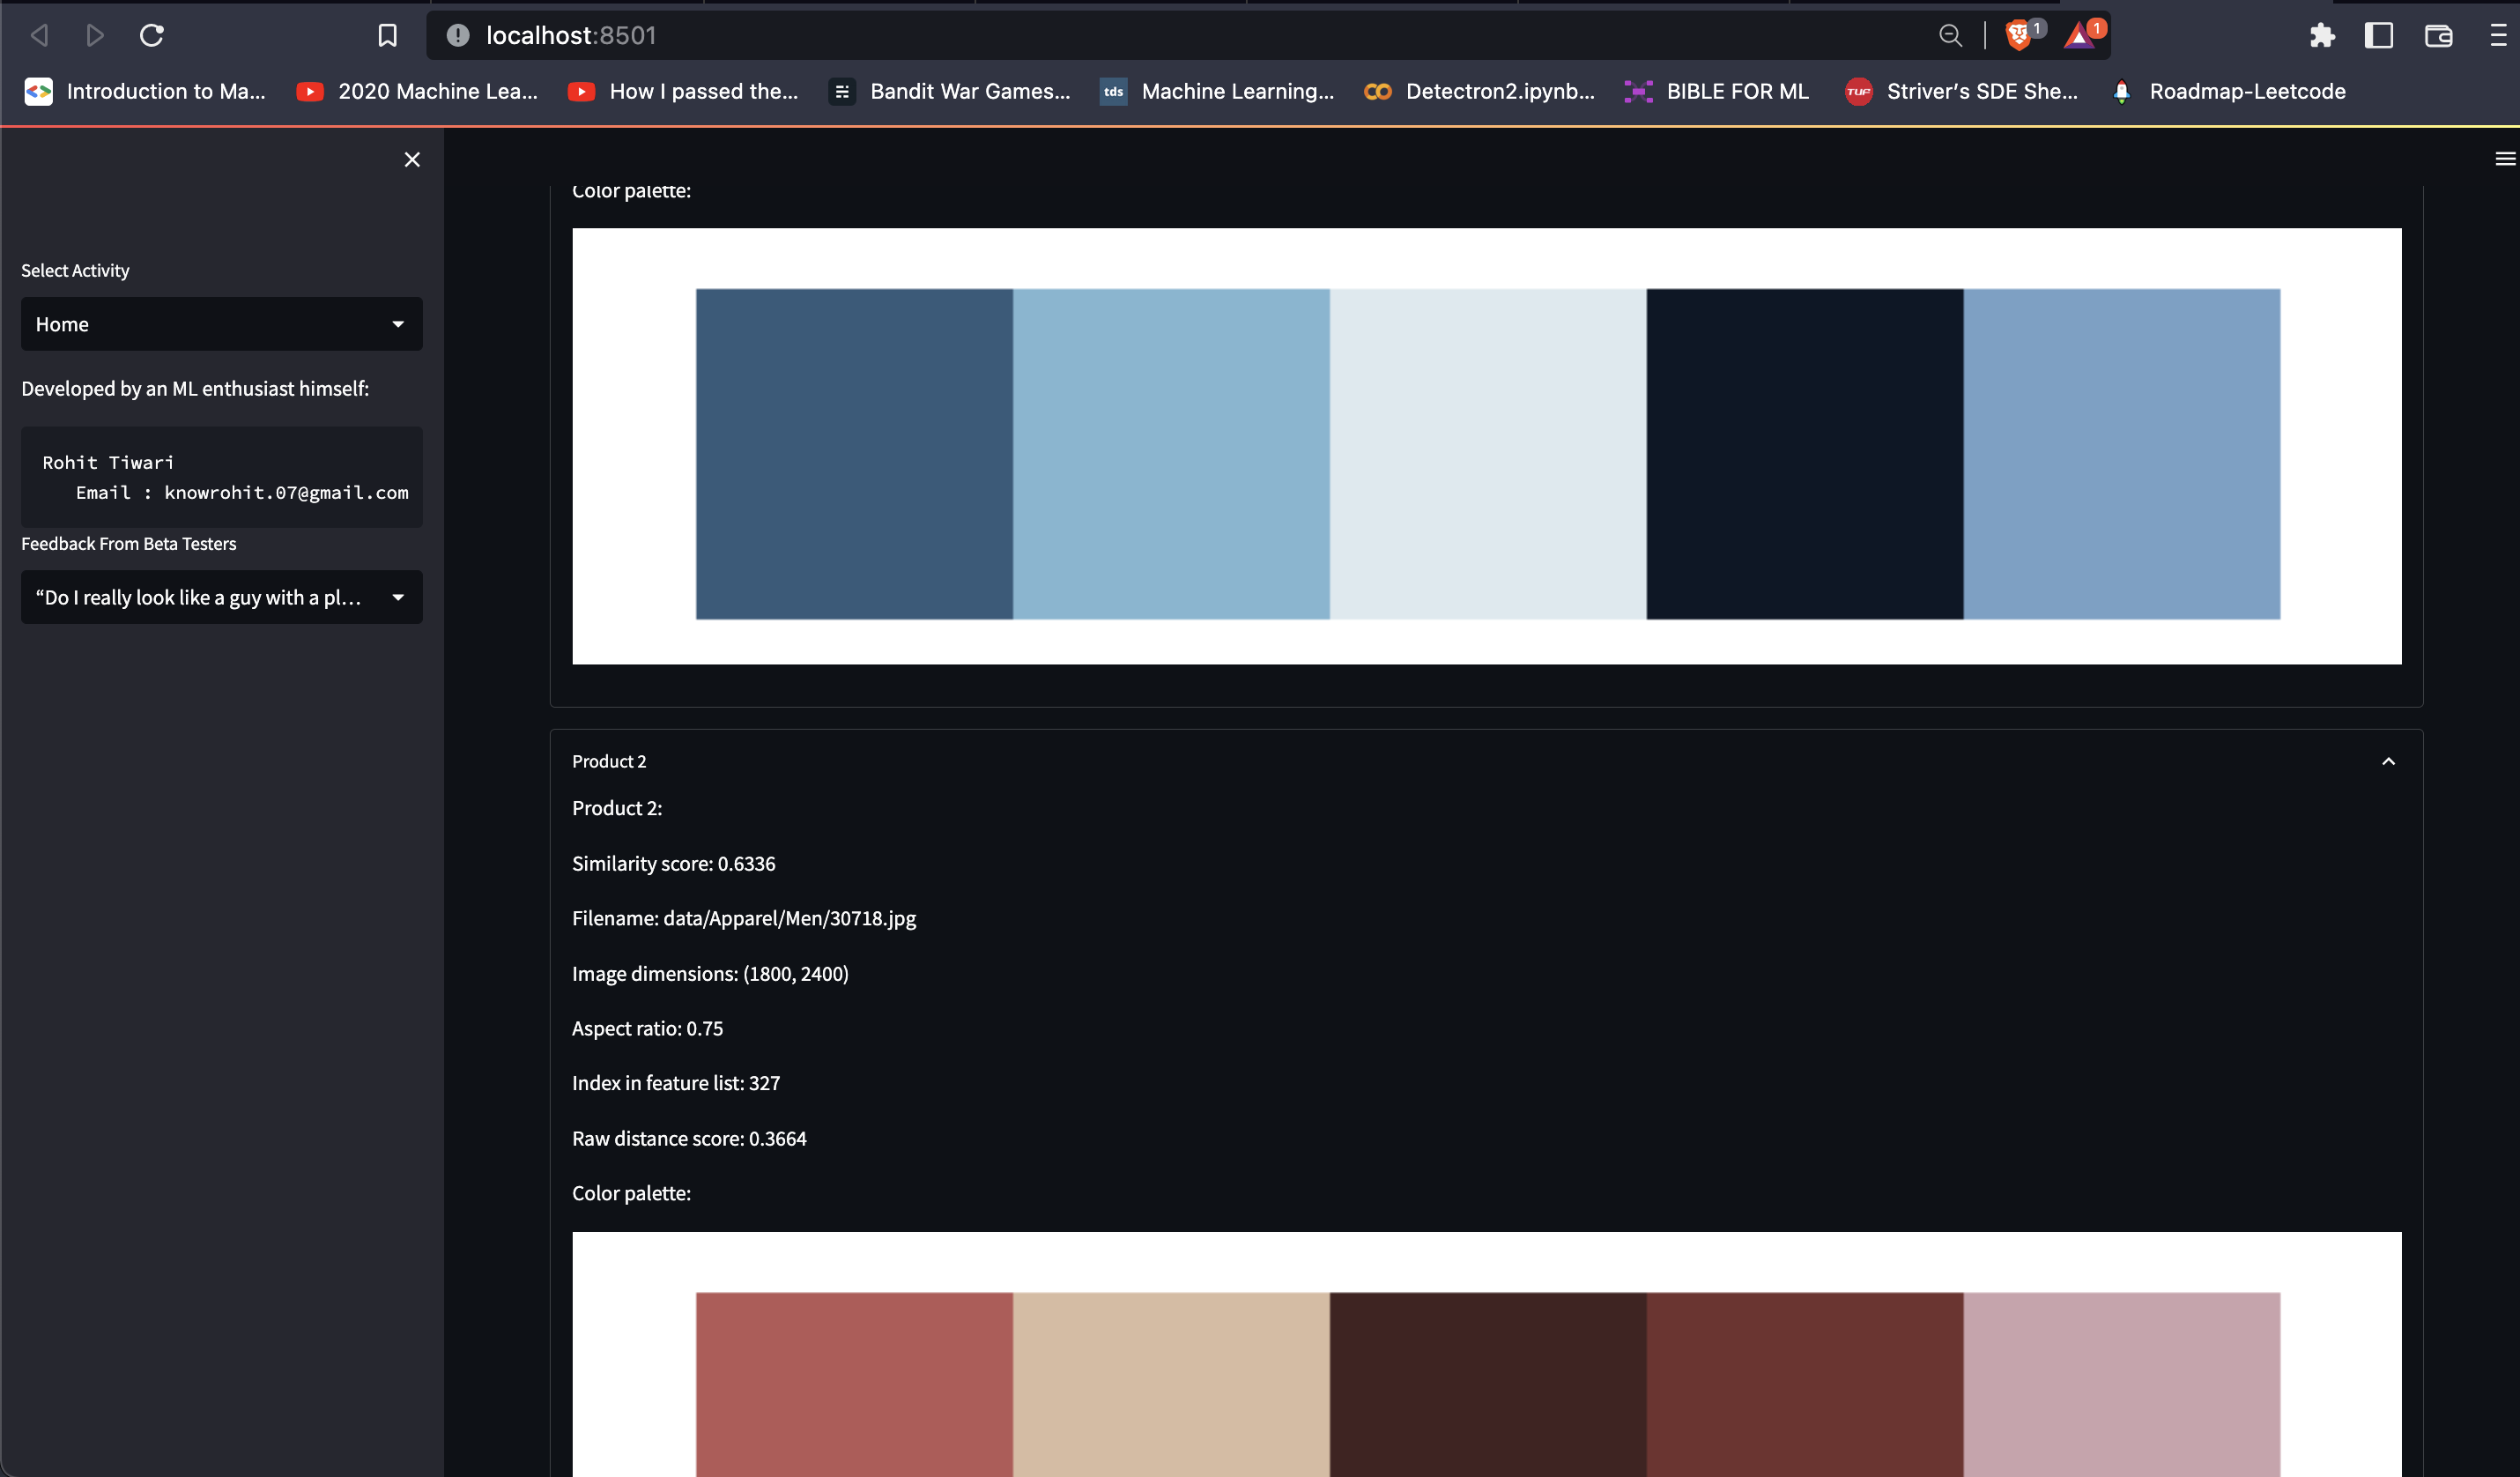 localhost:8501
1
1
Introduction to Ma...
2020 Machine Lea...
How I passed the...
Bandit War Games...
tds
Machine Learning...
Detectron2.ipynb...
BIBLE FOR ML
TUF
Striver's SDE She...
Roadmap-Leetcode
Select Activity
Home
Developed by an ML enthusiast himself:
Rohit Tiwari
Email : knowrohit.07@gmail.com
Feedback From Beta Testers
“Do I really look like a guy with a pl...
Color palette:
Product 2
Product 2:
Similarity score: 0.6336
Filename: data/Apparel/Men/30718.jpg
Image dimensions: (1800, 2400)
Aspect ratio: 0.75
Index in feature list: 327
Raw distance score: 0.3664
Color palette: